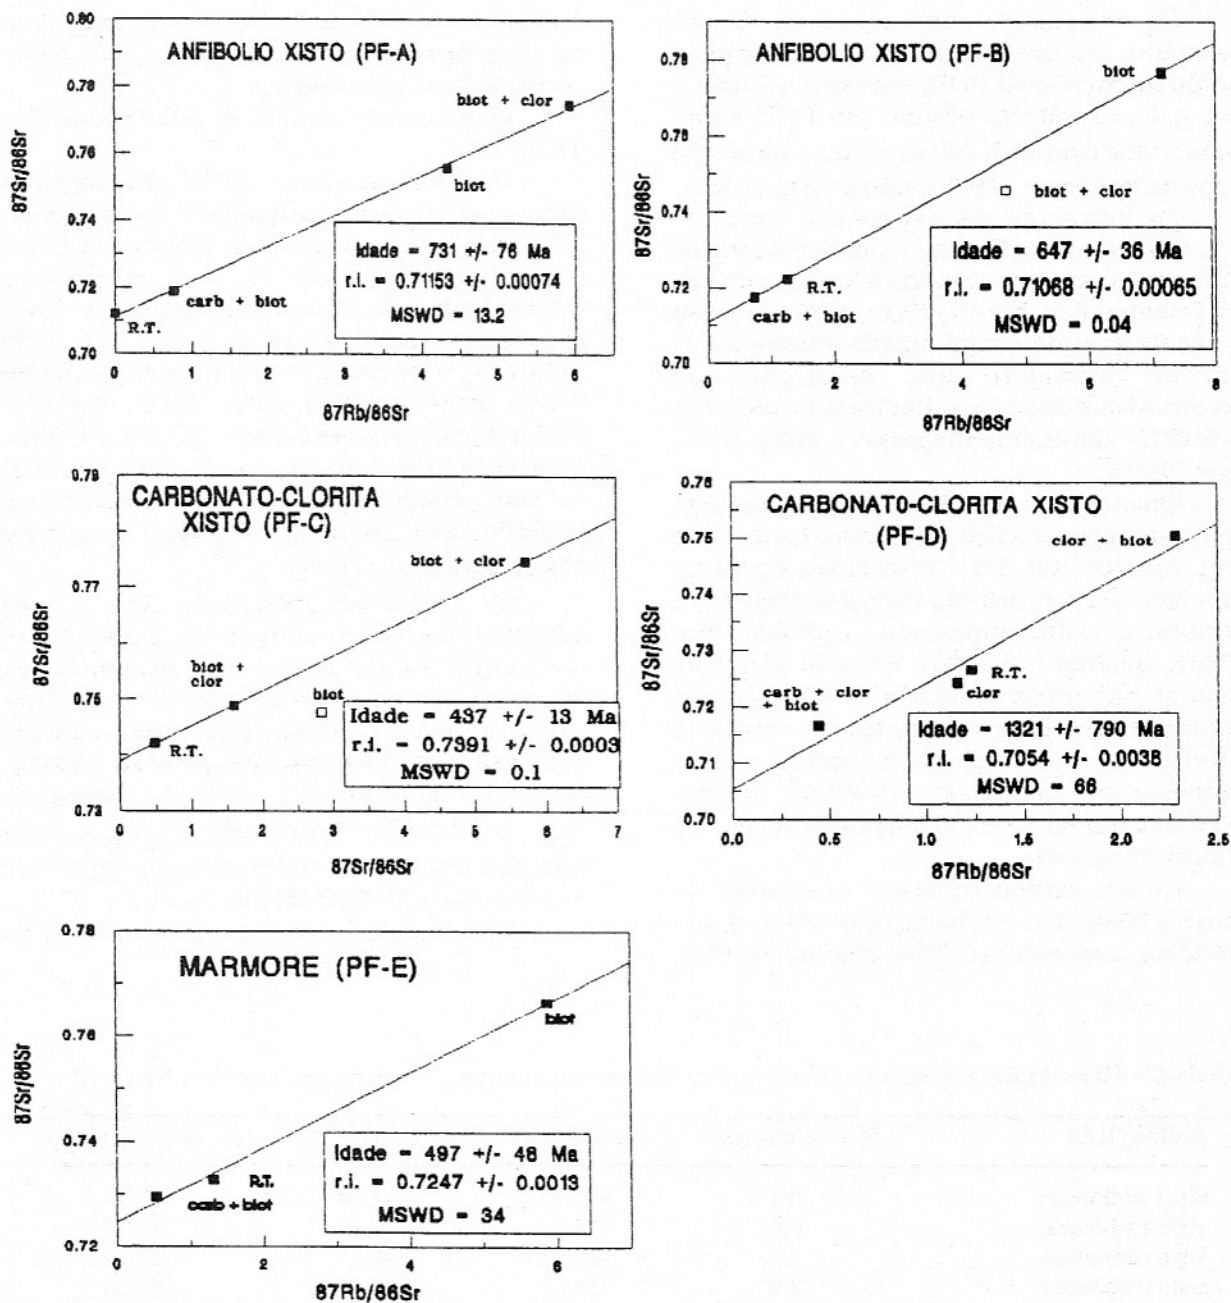 0.80
0.78
0.76
0.74
0.72
0.70
87Sr/86Sr
ANFIBOLIO XISTO (PF-A)
biot + clor
biot
carb + biot
R.T.
Idade = 731 +/- 76 Ma
r.i. = 0.71153 +/- 0.00074
MSWD = 13.2
0 1 2 3 4 5 6
87Rb/86Sr
0.78
0.76
0.74
0.72
0.70
87Sr/86Sr
ANFIBOLIO XISTO (PF-B)
biot
biot + clor
R.T.
carb + biot
Idade = 647 +/- 36 Ma
r.i. = 0.71068 +/- 0.00065
MSWD = 0.04
0 2 4 6 8
87Rb/86Sr
0.79
0.77
0.75
0.73
87Sr/86Sr
CARBONATO-CLORITA
XISTO (PF-C)
biot + clor
biot +
clor
biot
R.T.
Idade = 437 +/- 13 Ma
r.i. = 0.7391 +/- 0.0003
MSWD = 0.1
0 1 2 3 4 5 6 7
87Rb/86Sr
0.76
0.75
0.74
0.73
0.72
0.71
0.70
87Sr/86Sr
CARBONAT0-CLORITA XISTO
(PF-D)
clor + biot
R.T.
clor
carb + clor
+ biot
Idade = 1321 +/- 790 Ma
r.i. = 0.7054 +/- 0.0038
MSWD = 66
0.0 0.5 1.0 1.5 2.0 2.5
87Rb/86Sr
0.78
0.76
0.74
0.72
87Sr/86Sr
MARMORE (PF-E)
biot
R.T.
carb + biot
Idade = 497 +/- 48 Ma
r.i. = 0.7247 +/- 0.0013
MSWD = 34
0 2 4 6
87Rb/86Sr